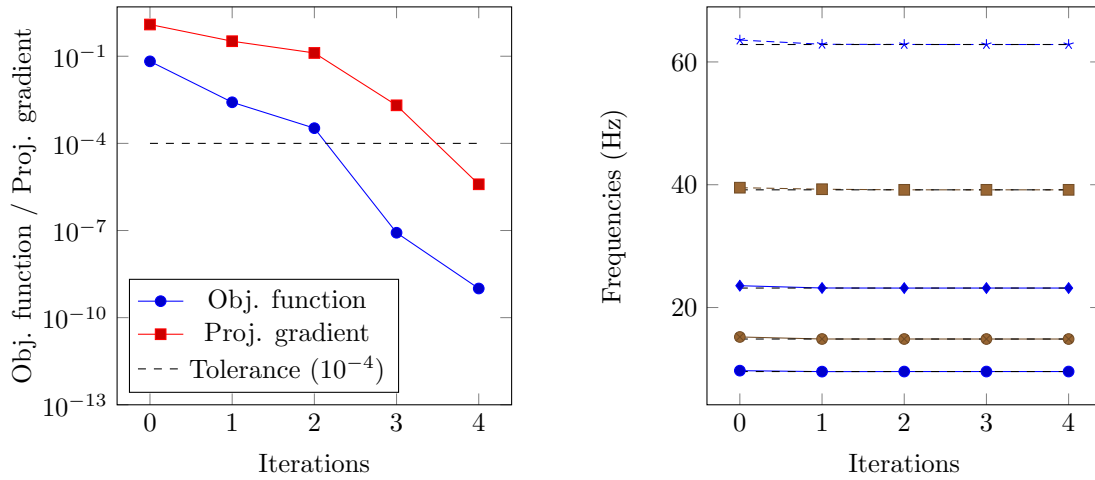 Obj. function / Proj. gradient
10^{-1}
10^{-4}
10^{-7}
10^{-10}
10^{-13}
Obj. function
Proj. gradient
Tolerance (10^{-4})
0 1 2 3 4
Iterations
Frequencies (Hz)
60
40
20
0 1 2 3 4
Iterations